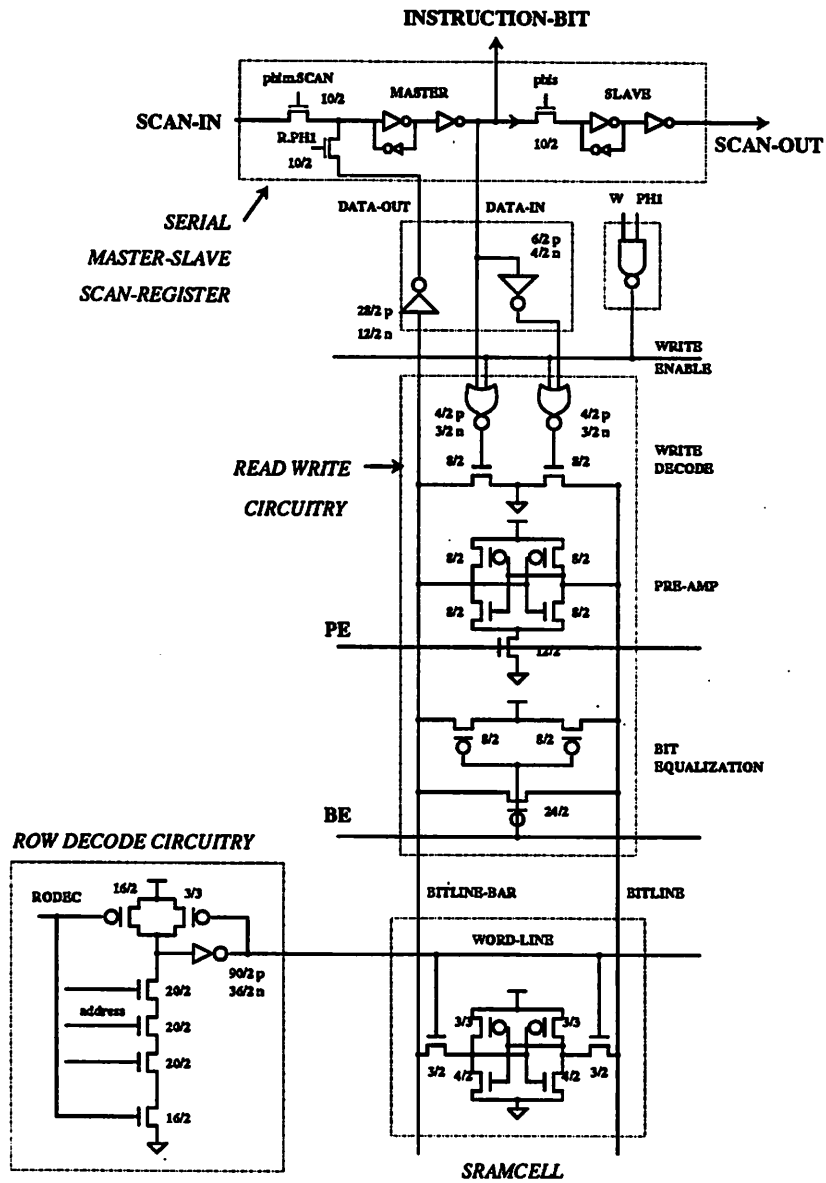 INSTRUCTION-BIT
phim.SCAN
10/2
MASTER
phis
SLAVE
SCAN-IN
R.PH1
10/2
10/2
SCAN-OUT
SERIAL
MASTER-SLAVE
SCAN-REGISTER
DATA-OUT
DATA-IN
W PH1
6/2 p
4/2 n
28/2 p
12/2 n
WRITE
ENABLE
4/2 p
3/2 n
4/2 p
3/2 n
READ WRITE
CIRCUITRY
8/2
8/2
WRITE
DECODE
8/2
8/2
8/2
8/2
PRE-AMP
PE
12/2
8/2
8/2
BIT
EQUALIZATION
BE
24/2
ROW DECODE CIRCUITRY
RODEC
16/2
3/3
90/2 p
36/2 n
20/2
address
20/2
20/2
16/2
BITLINE-BAR
BITLINE
WORD-LINE
3/3
3/3
3/2
4/2
4/2
3/2
SRAMCELL